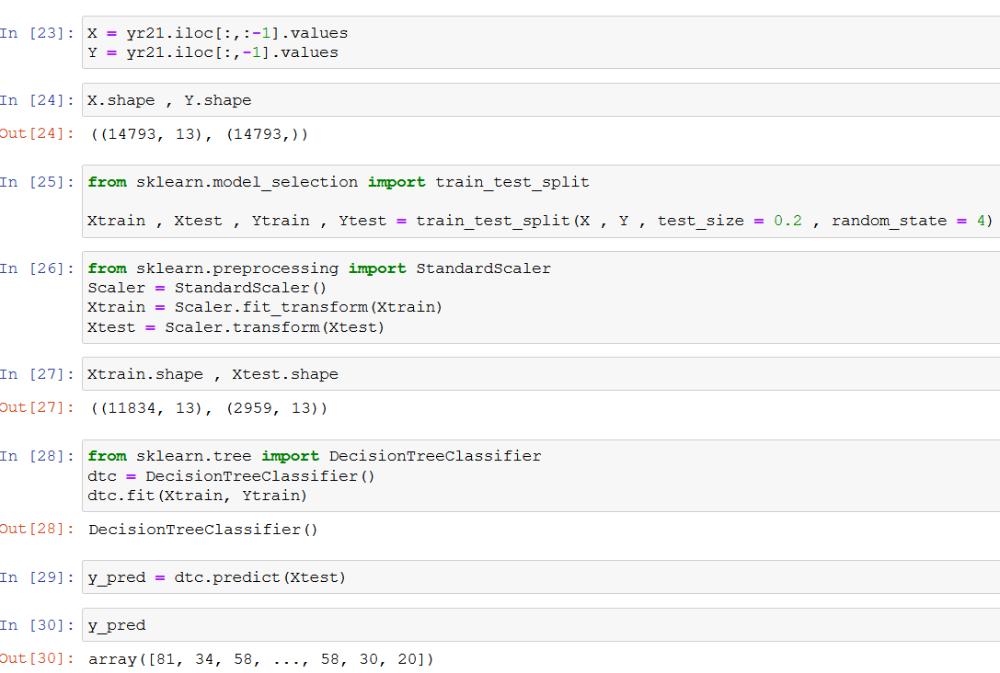 In [23]: X = yr21.iloc[:,:-1].values
Y = yr21.iloc[:,-1].values
In [24]: X.shape , Y.shape
Out[24]: ((14793, 13), (14793,))
In [25]: from sklearn.model_selection import train_test_split
Xtrain , Xtest , Ytrain , Ytest = train_test_split(X , Y , test_size = 0.2 , random_state = 4)
In [26]: from sklearn.preprocessing import StandardScaler
Scaler = StandardScaler()
Xtrain = Scaler.fit_transform(Xtrain)
Xtest = Scaler.transform(Xtest)
In [27]: Xtrain.shape , Xtest.shape
Out[27]: ((11834, 13), (2959, 13))
In [28]: from sklearn.tree import DecisionTreeClassifier
dtc = DecisionTreeClassifier()
dtc.fit(Xtrain, Ytrain)
Out[28]: DecisionTreeClassifier()
In [29]: y_pred = dtc.predict(Xtest)
In [30]: y_pred
Out[30]: array([81, 34, 58, ..., 58, 30, 20])